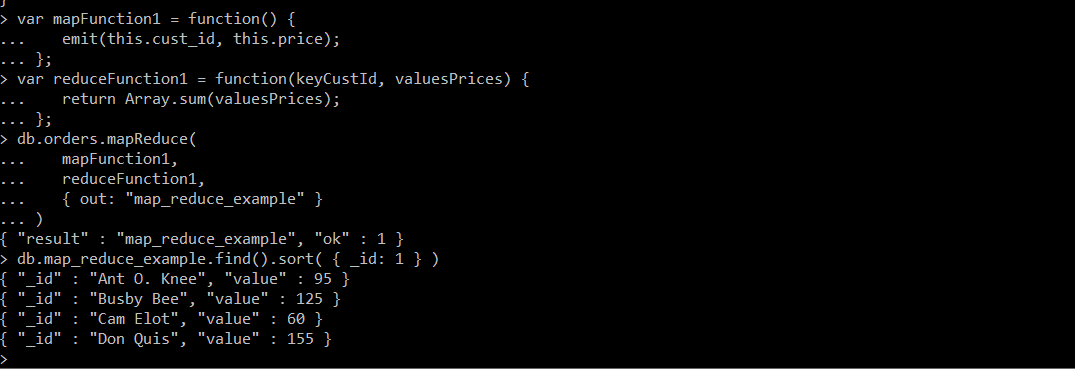 }
> var mapFunction1 = function() {
...    emit(this.cust_id, this.price);
... };
> var reduceFunction1 = function(keyCustId, valuesPrices) {
...    return Array.sum(valuesPrices);
... };
> db.orders.mapReduce(
...    mapFunction1,
...    reduceFunction1,
...    { out: "map_reduce_example" }
... )
{ "result" : "map_reduce_example", "ok" : 1 }
> db.map_reduce_example.find().sort( { _id: 1 } )
{ "_id" : "Ant O. Knee", "value" : 95 }
{ "_id" : "Busby Bee", "value" : 125 }
{ "_id" : "Cam Elot", "value" : 60 }
{ "_id" : "Don Quis", "value" : 155 }
>